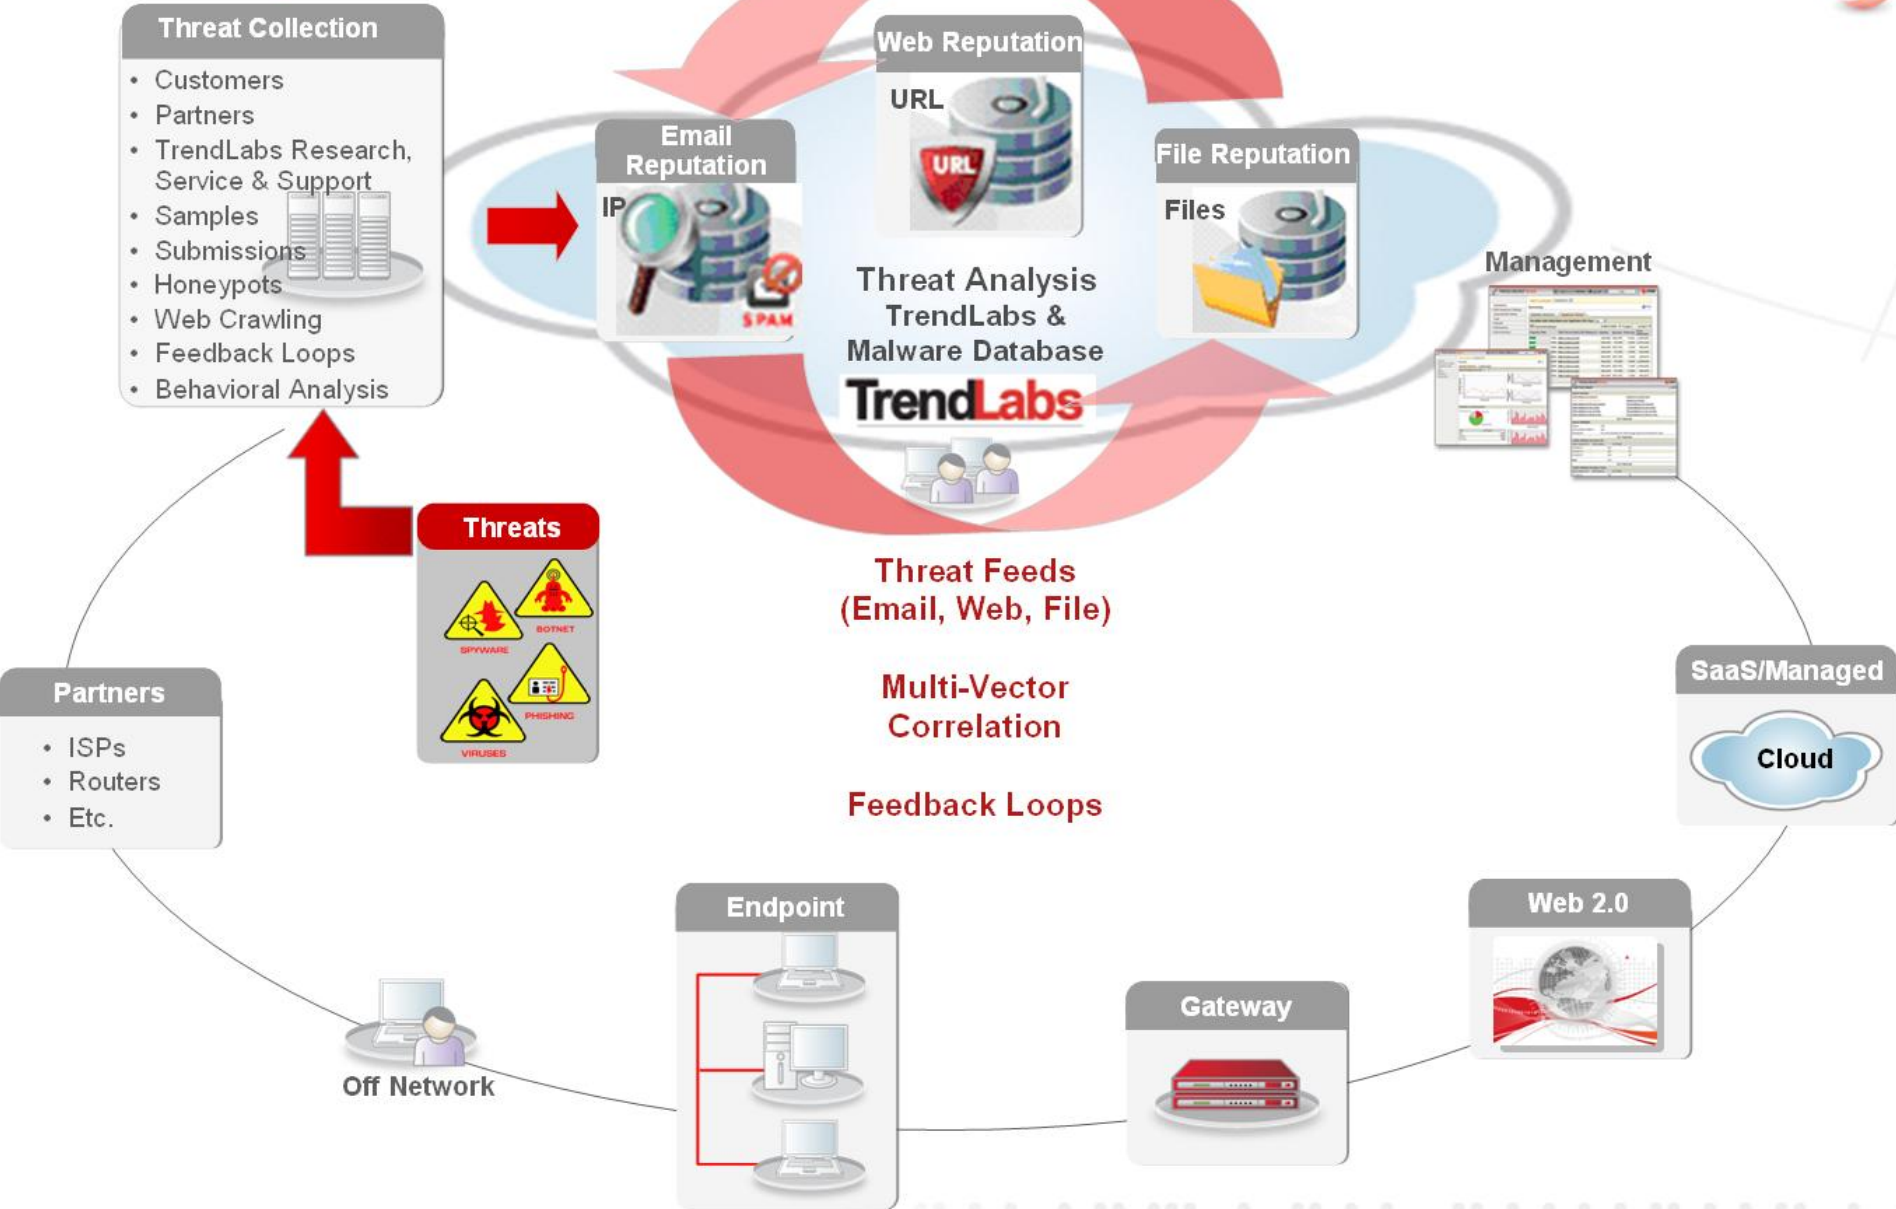 Threat Collection
• Customers
• Partners
• TrendLabs Research,
Service & Support
• Samples
• Submissions
• Honeypots
• Web Crawling
• Feedback Loops
• Behavioral Analysis
Email
Reputation
IP
SPAM
Web Reputation
URL
URL
File Reputation
Files
Threat Analysis
TrendLabs &
Malware Database
TrendLabs
Management
Threats
SPYWARE
BOTNET
VIRUSES
PHISHING
Threat Feeds
(Email, Web, File)
Multi-Vector
Correlation
Feedback Loops
Partners
• ISPs
• Routers
• Etc.
SaaS/Managed
Cloud
Off Network
Endpoint
Gateway
Web 2.0